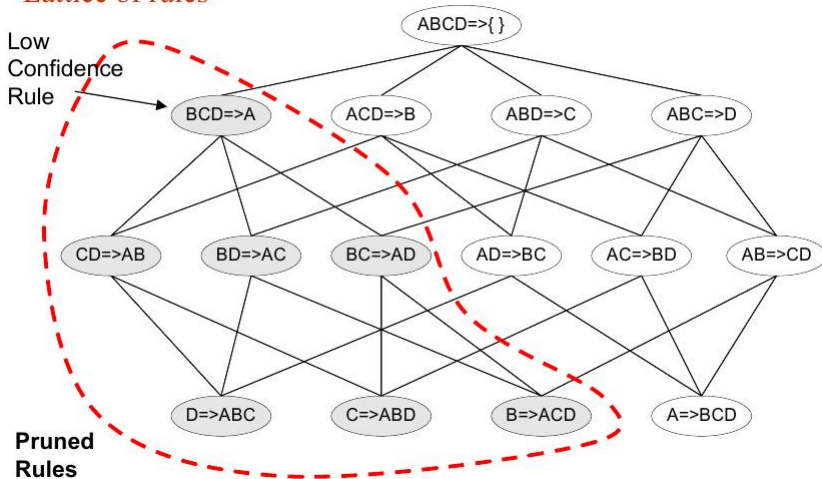 Lattice of rules
ABCD=>{ }
Low
Confidence
Rule
BCD=>A ACD=>B ABD=>C ABC=>D
CD=>AB BD=>AC BC=>AD AD=>BC AC=>BD AB=>CD
D=>ABC C=>ABD B=>ACD A=>BCD
Pruned
Rules